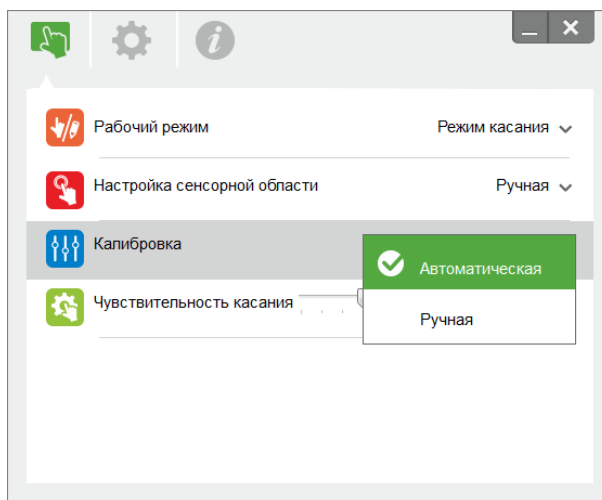 Рабочий режим Режим касания
Настройка сенсорной области Ручная
Калибровка
Автоматическая
Чувствительность касания
Ручная